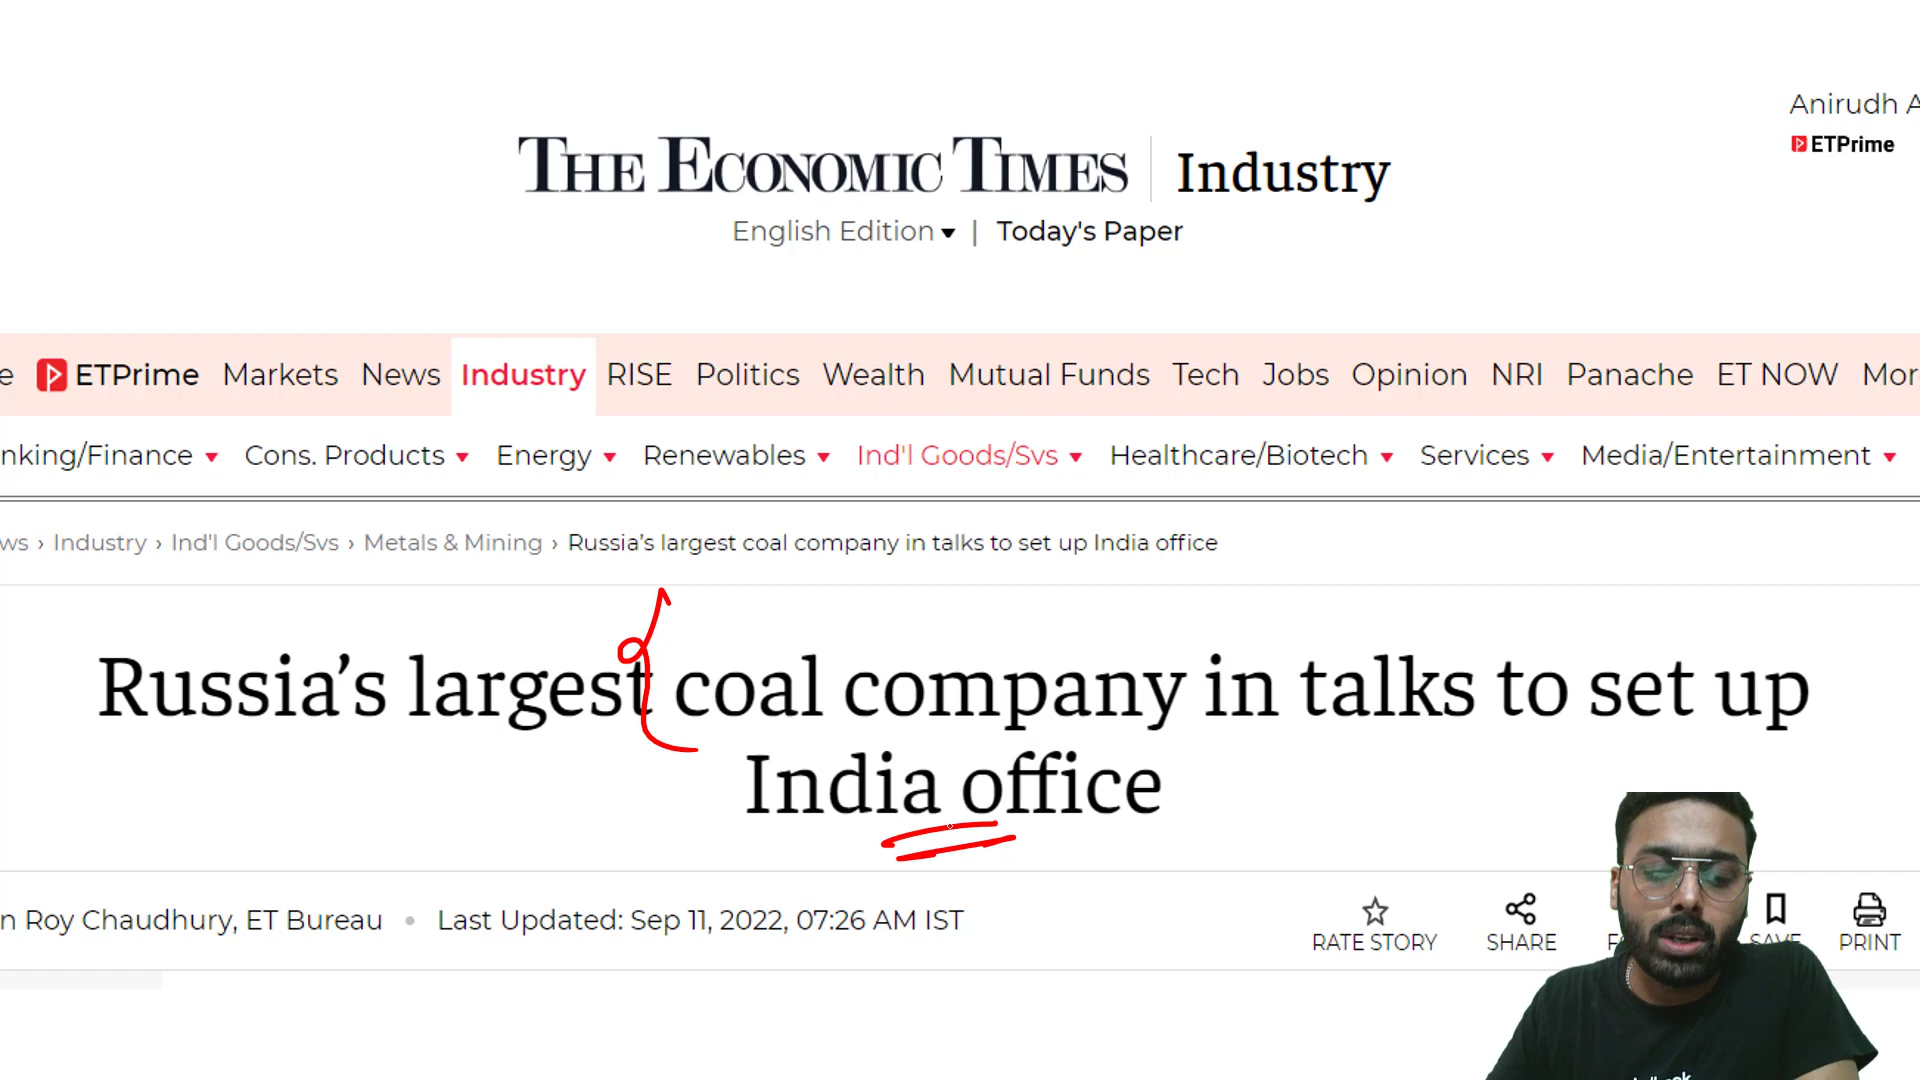 Anirudh A
THE ECONOMIC TIMES | Industry
ETPrime
English Edition | Today's Paper
ETPrime Markets News Industry RISE Politics Wealth Mutual Funds Tech Jobs Opinion NRI Panache ET NOW Mor
nking/Finance Cons. Products Energy Renewables Ind'l Goods/Svs Healthcare/Biotech Services Media/Entertainment
ws › Industry › Ind'l Goods/Svs › Metals & Mining › Russia's largest coal company in talks to set up India office
Russia's largest coal company in talks to set up
India office
n Roy Chaudhury, ET Bureau • Last Updated: Sep 11, 2022, 07:26 AM IST
RATE STORY SHARE SAVE PRINT